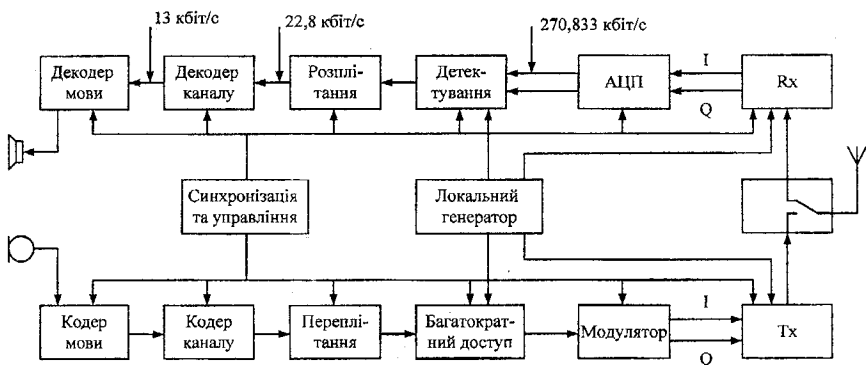 13 кбіт/с
22,8 кбіт/с
270,833 кбіт/с
Декодер
мови
Декодер
каналу
Розплі-
тання
Детек-
тування
АЦП
I
Q
Rx
Синхронізація
та управління
Локальний
генератор
Кодер
мови
Кодер
каналу
Переплі-
тання
Багатократ-
ний доступ
Модулятор
I
Q
Tx